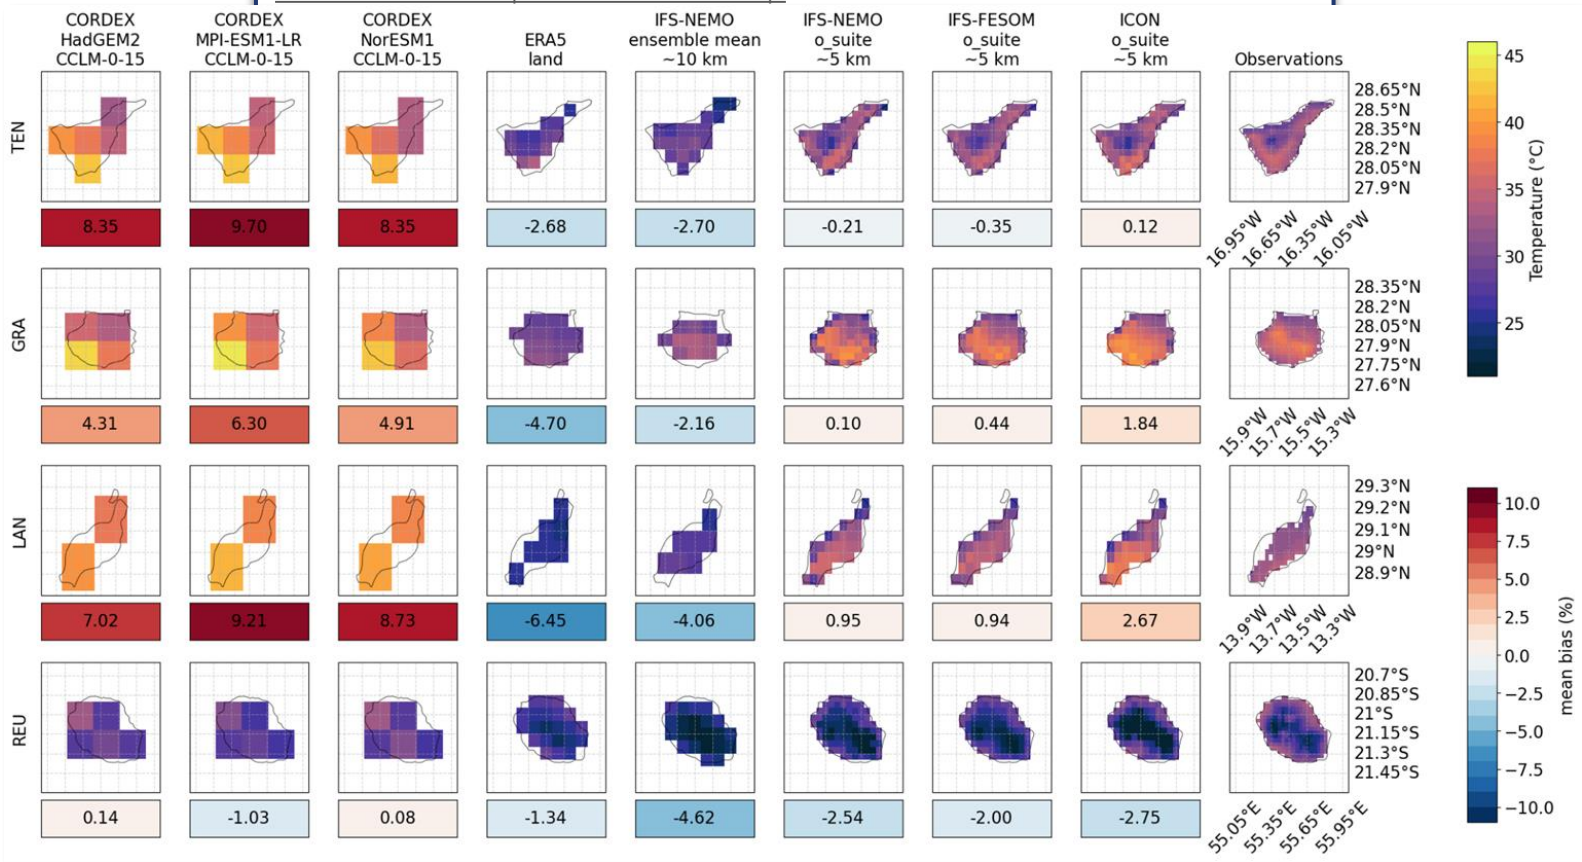 CORDEX
HadGEM2
CCLM-0-15
CORDEX
MPI-ESM1-LR
CCLM-0-15
CORDEX
NorESM1
CCLM-0-15
ERA5
land
IFS-NEMO
ensemble mean
~10 km
IFS-NEMO
o_suite
~5 km
IFS-FESOM
o_suite
~5 km
ICON
o_suite
~5 km
Observations
TEN
28.65°N
28.5°N
28.35°N
28.2°N
28.05°N
27.9°N
8.35
9.70
8.35
-2.68
-2.70
-0.21
-0.35
0.12
16.95°W
16.65°W
16.35°W
16.05°W
GRA
28.35°N
28.2°N
28.05°N
27.9°N
27.75°N
27.6°N
4.31
6.30
4.91
-4.70
-2.16
0.10
0.44
1.84
15.9°W
15.7°W
15.5°W
15.3°W
LAN
29.3°N
29.2°N
29.1°N
29°N
28.9°N
7.02
9.21
8.73
-6.45
-4.06
0.95
0.94
2.67
13.9°W
13.7°W
13.5°W
13.3°W
REU
20.7°S
20.85°S
21°S
21.15°S
21.3°S
21.45°S
0.14
-1.03
0.08
-1.34
-4.62
-2.54
-2.00
-2.75
55.05°E
55.35°E
55.65°E
55.95°E
45
40
35
30
25
Temperature (°C)
10.0
7.5
5.0
2.5
0.0
−2.5
−5.0
−7.5
−10.0
mean bias (%)